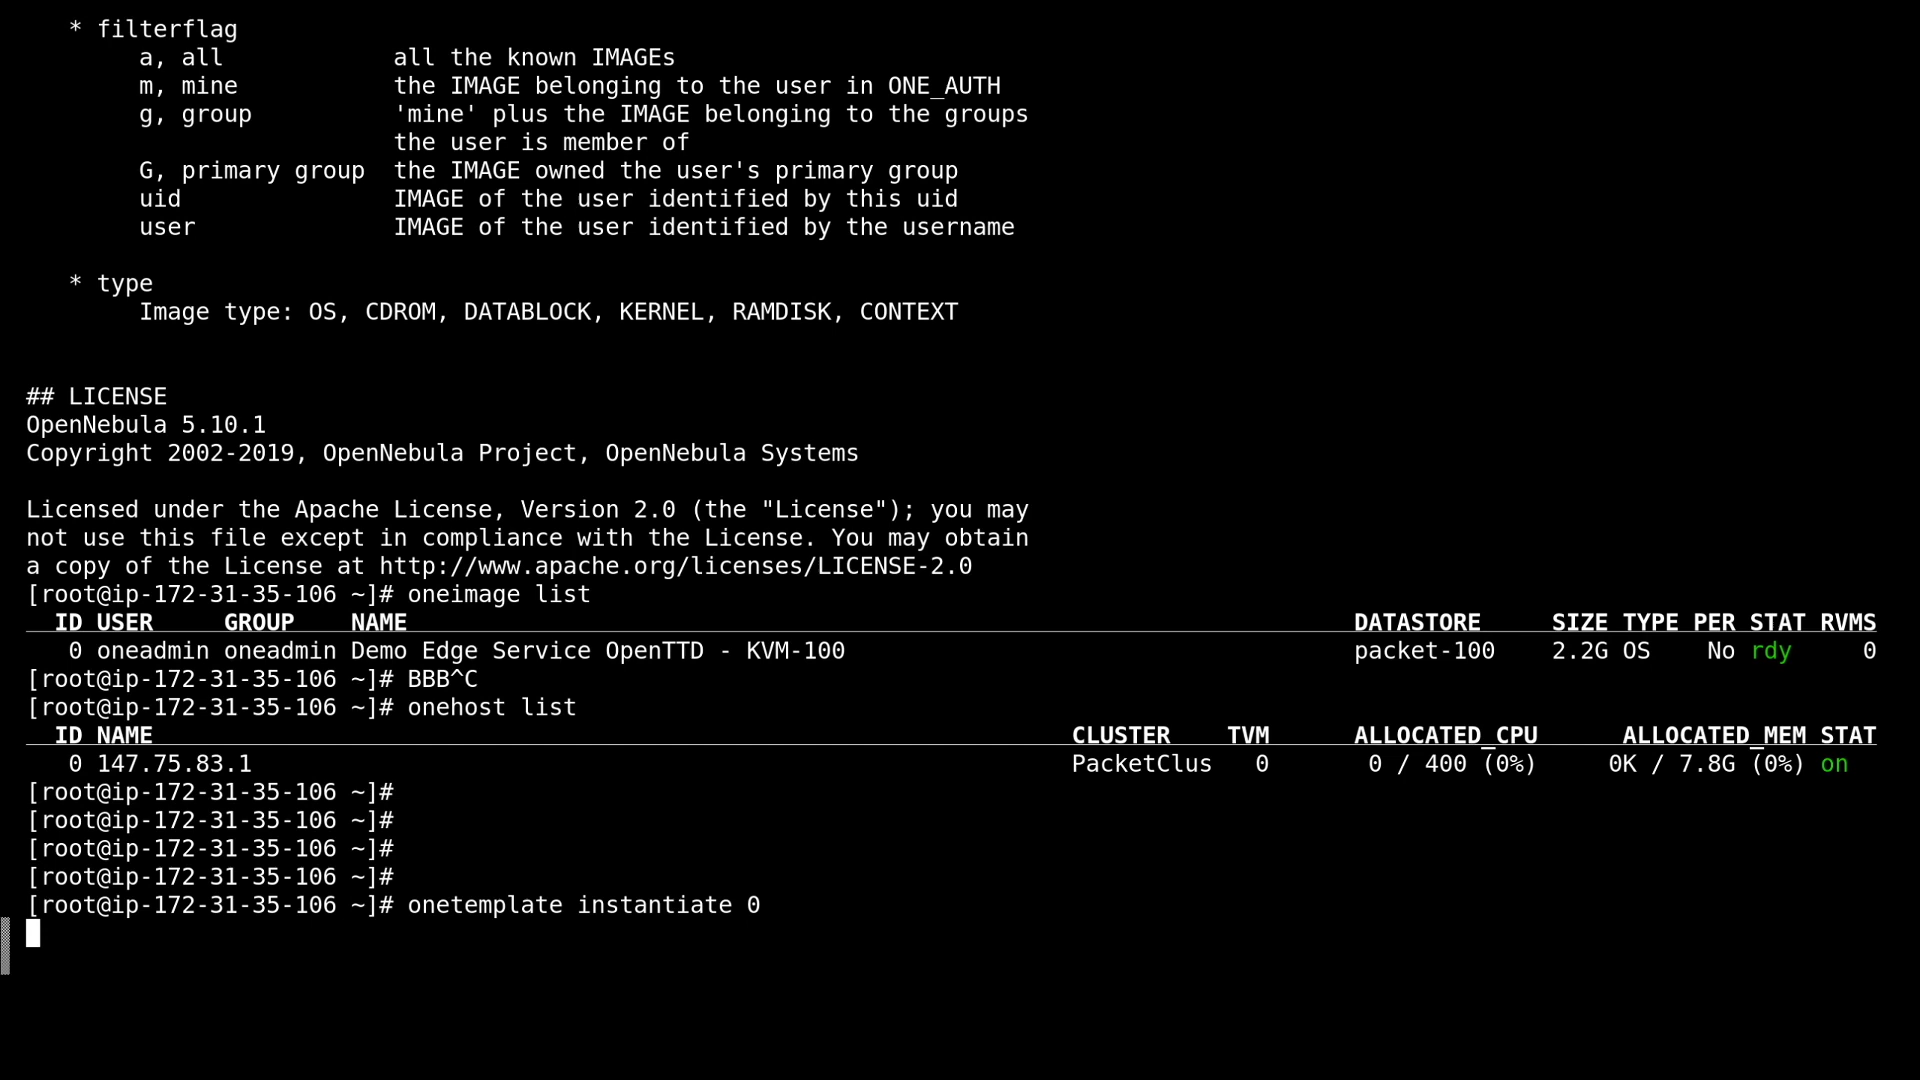 * filterflag
a, all all the known IMAGEs
m, mine the IMAGE belonging to the user in ONE_AUTH
g, group 'mine' plus the IMAGE belonging to the groups
the user is member of
G, primary group the IMAGE owned the user's primary group
uid IMAGE of the user identified by this uid
user IMAGE of the user identified by the username
* type
Image type: OS, CDROM, DATABLOCK, KERNEL, RAMDISK, CONTEXT
## LICENSE
OpenNebula 5.10.1
Copyright 2002-2019, OpenNebula Project, OpenNebula Systems
Licensed under the Apache License, Version 2.0 (the "License"); you may
not use this file except in compliance with the License. You may obtain
a copy of the License at http://www.apache.org/licenses/LICENSE-2.0
[root@ip-172-31-35-106 ~]# oneimage list
ID USER GROUP NAME DATASTORE SIZE TYPE PER STAT RVMS
0 oneadmin oneadmin Demo Edge Service OpenTTD - KVM-100 packet-100 2.2G OS No rdy 0
[root@ip-172-31-35-106 ~]# BBB^C
[root@ip-172-31-35-106 ~]# onehost list
ID NAME CLUSTER TVM ALLOCATED_CPU ALLOCATED_MEM STAT
0 147.75.83.1 PacketClus 0 0 / 400 (0%) 0K / 7.8G (0%) on
[root@ip-172-31-35-106 ~]#
[root@ip-172-31-35-106 ~]#
[root@ip-172-31-35-106 ~]#
[root@ip-172-31-35-106 ~]#
[root@ip-172-31-35-106 ~]# onetemplate instantiate 0